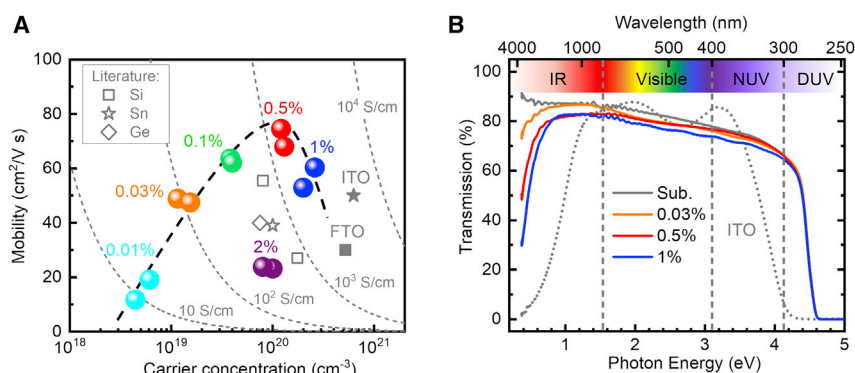 A
Mobility (cm²/V s)
100
80
60
40
20
0
10¹⁸
10¹⁹
10²⁰
10²¹
Carrier concentration (cm⁻³)
Literature:
Si
Sn
Ge
0.01%
0.03%
0.1%
0.5%
1%
2%
ITO
FTO
10 S/cm
10² S/cm
10³ S/cm
10⁴ S/cm
B
Wavelength (nm)
4000
1000
500
400
300
250
IR
Visible
NUV
DUV
Transmission (%)
100
80
60
40
80
20
0
Sub.
0.03%
0.5%
1%
ITO
1
2
3
4
5
Photon Energy (eV)